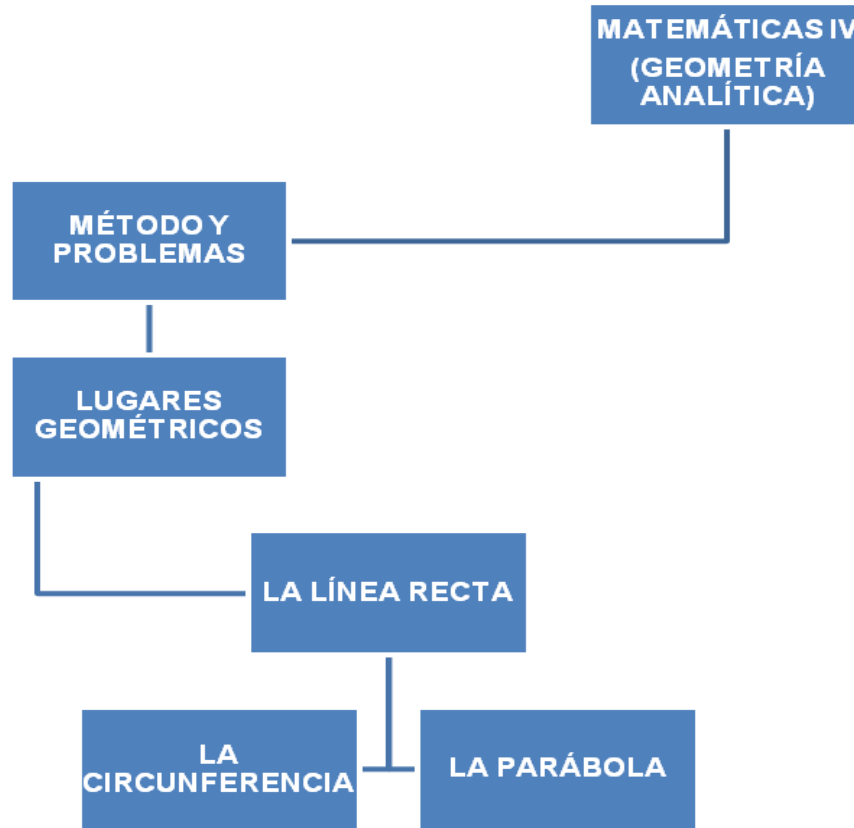 MATEMÁTICAS IV
(GEOMETRÍA
ANALÍTICA)
MÉTODO Y
PROBLEMAS
LUGARES
GEOMÉTRICOS
LA LÍNEA RECTA
LA
CIRCUNFERENCIA
LA PARÁBOLA